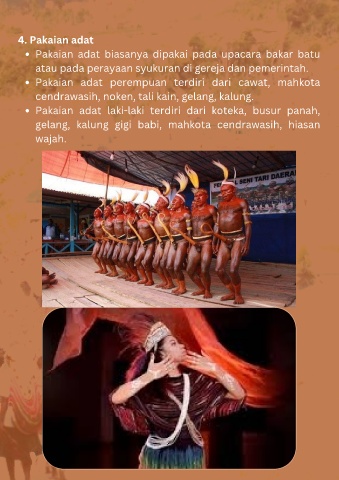 4. Pakaian adat
Pakaian adat biasanya dipakai pada upacara bakar batu
atau pada perayaan syukuran di gereja dan pemerintah.
Pakaian adat perempuan terdiri dari cawat, mahkota
cendrawasih, noken, tali kain, gelang, kalung.
Pakaian adat laki-laki terdiri dari koteka, busur panah,
gelang, kalung gigi babi, mahkota cendrawasih, hiasan
wajah.
SENI TARI DAERAH